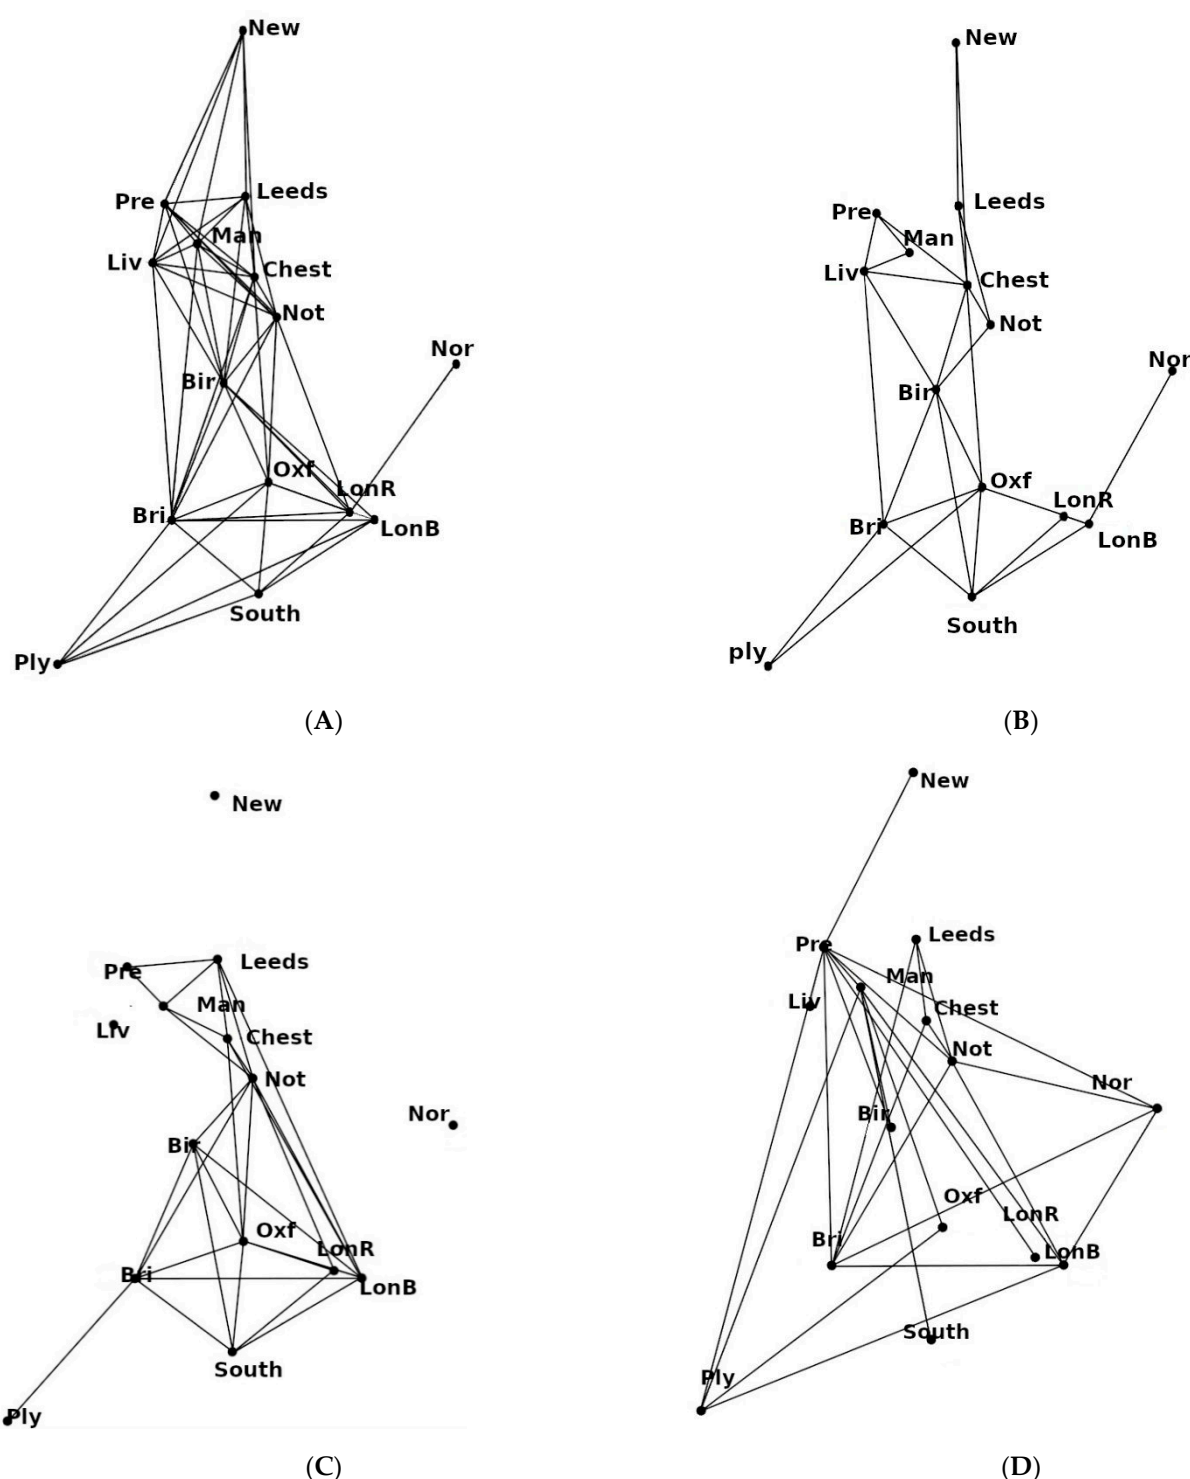 New
Pre
Leeds
Man
Liv
Chest
Not
Nor
Bir
Oxf
LonR
Bri
LonB
South
Ply
(A)
New
Leeds
Pre
Man
Liv
Chest
Not
Nor
Bir
Oxf
LonR
Bri
LonB
South
ply
(B)
New
Pre
Leeds
Man
Liv
Chest
Not
Nor
Bir
Oxf
LonR
Bri
LonB
South
Ply
(C)
New
Pre
Leeds
Man
Liv
Chest
Not
Nor
Bir
Oxf
LonR
Bri
LonB
South
Ply
(D)